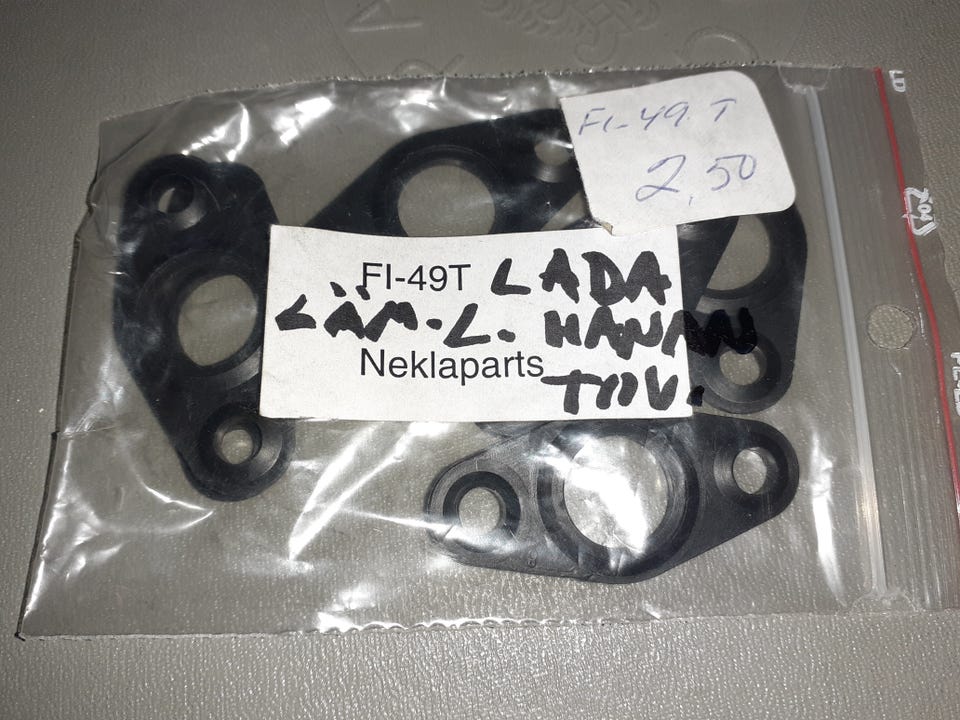 FI-49.T
2,50
FI-49T LADA
LÄM.L. HANAN
Neklaparts
TIIV.